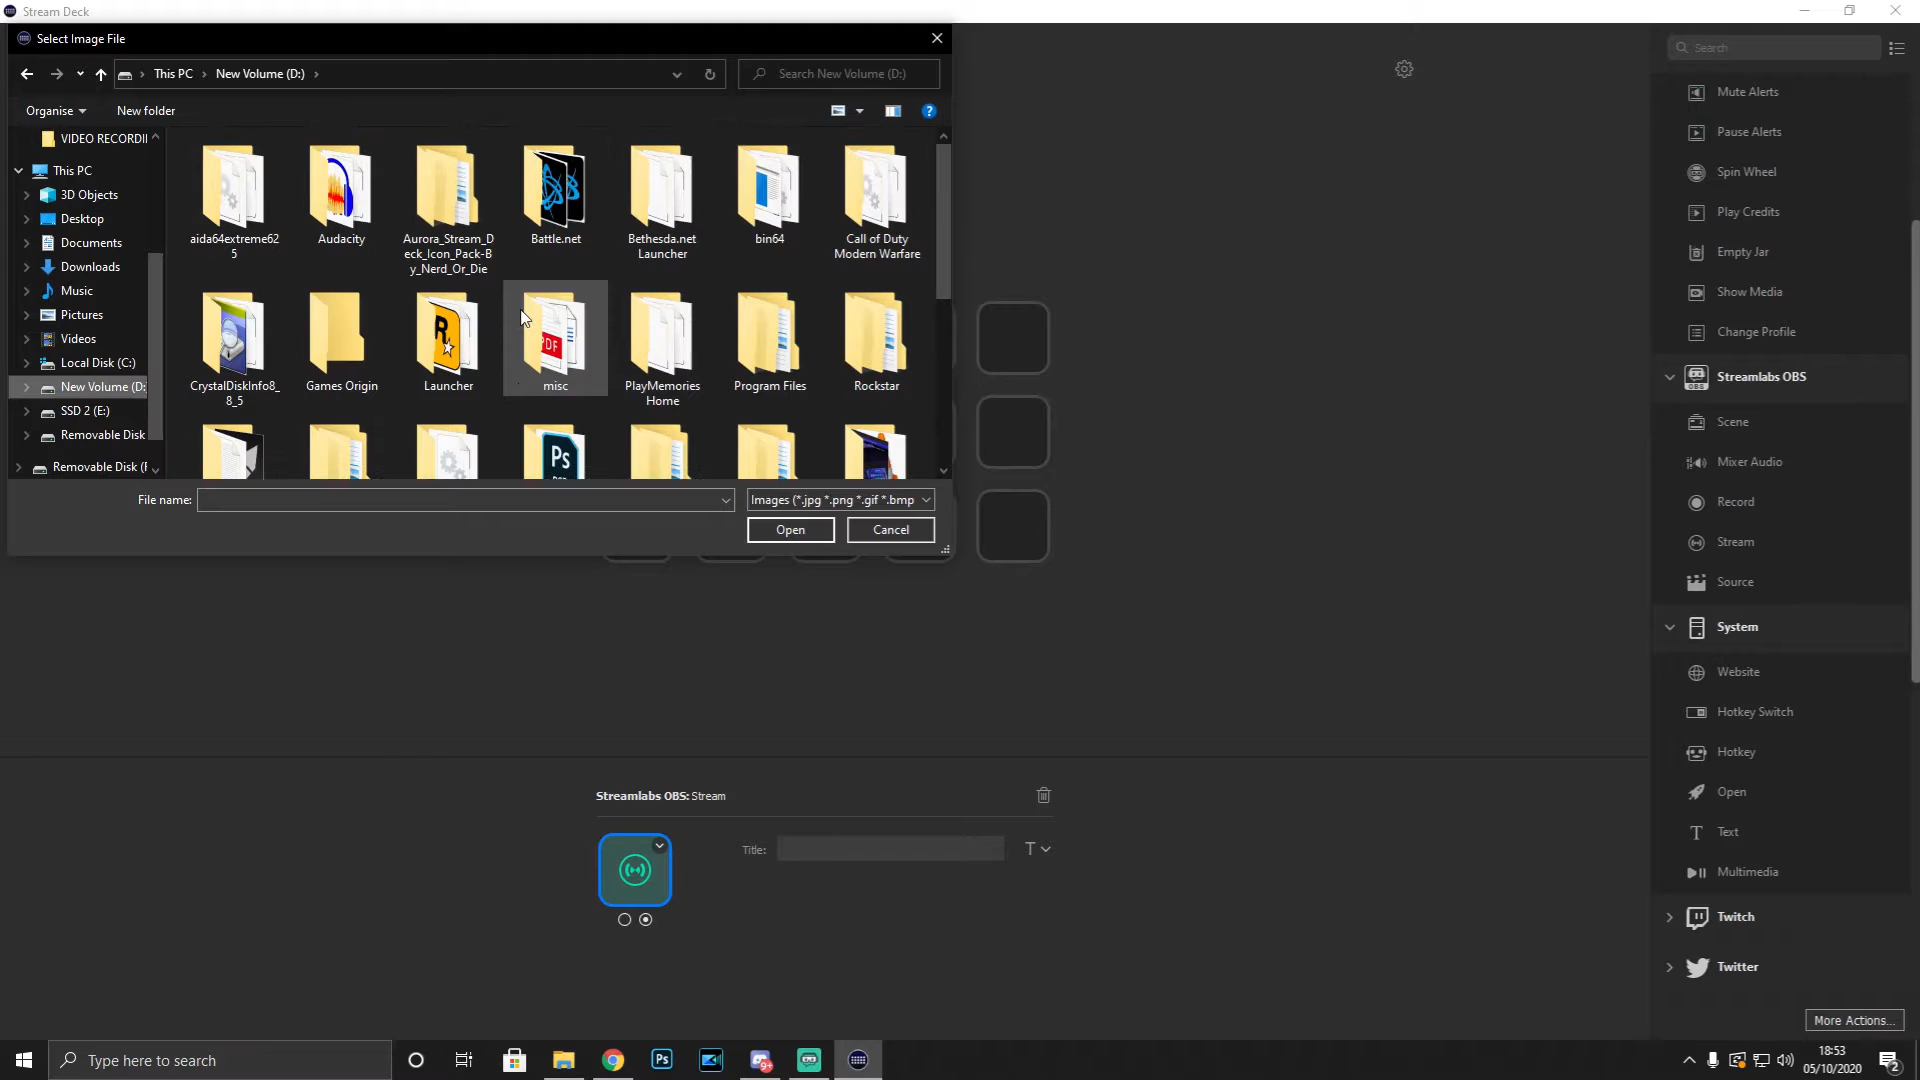 Stream Deck
Select Image File
This PC > New Volume (D:) >
Search New Volume (D:)
Organise
New folder
VIDEO RECORDII
This PC
3D Objects
Desktop
Documents
Downloads
Music
Pictures
Videos
Local Disk (C:)
New Volume (D:
SSD 2 (E:)
Removable Disk
Removable Disk (F
aida64extreme62
5
Audacity
Aurora_Stream_D
eck_Icon_Pack-B
y_Nerd_Or_Die
Battle.net
Bethesda.net
Launcher
bin64
Call of Duty
Modern Warfare
CrystalDiskInfo8_
8_5
Games Origin
R
Launcher
PDF
misc
PlayMemories
Home
Program Files
Rockstar
Ps
File name:
Images (*.jpg *.png *.gif *.bmp
Open
Cancel
Search
Mute Alerts
Pause Alerts
Spin Wheel
Play Credits
Empty Jar
Show Media
Change Profile
OBS
Streamlabs OBS
Scene
Mixer Audio
Record
Stream
Source
System
Website
Hotkey Switch
Hotkey
Open
Text
Multimedia
Twitch
Twitter
More Actions...
Streamlabs OBS: Stream
Title:
T
Type here to search
Ps
9+
18:53
05/10/2020
2